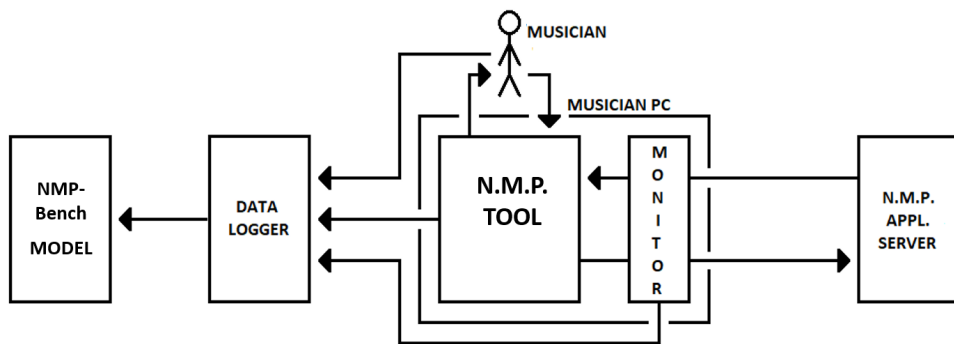 MUSICIAN
MUSICIAN PC
NMP-
Bench
MODEL
DATA
LOGGER
N.M.P.
TOOL
M
O
N
I
T
O
R
N.M.P.
APPL.
SERVER